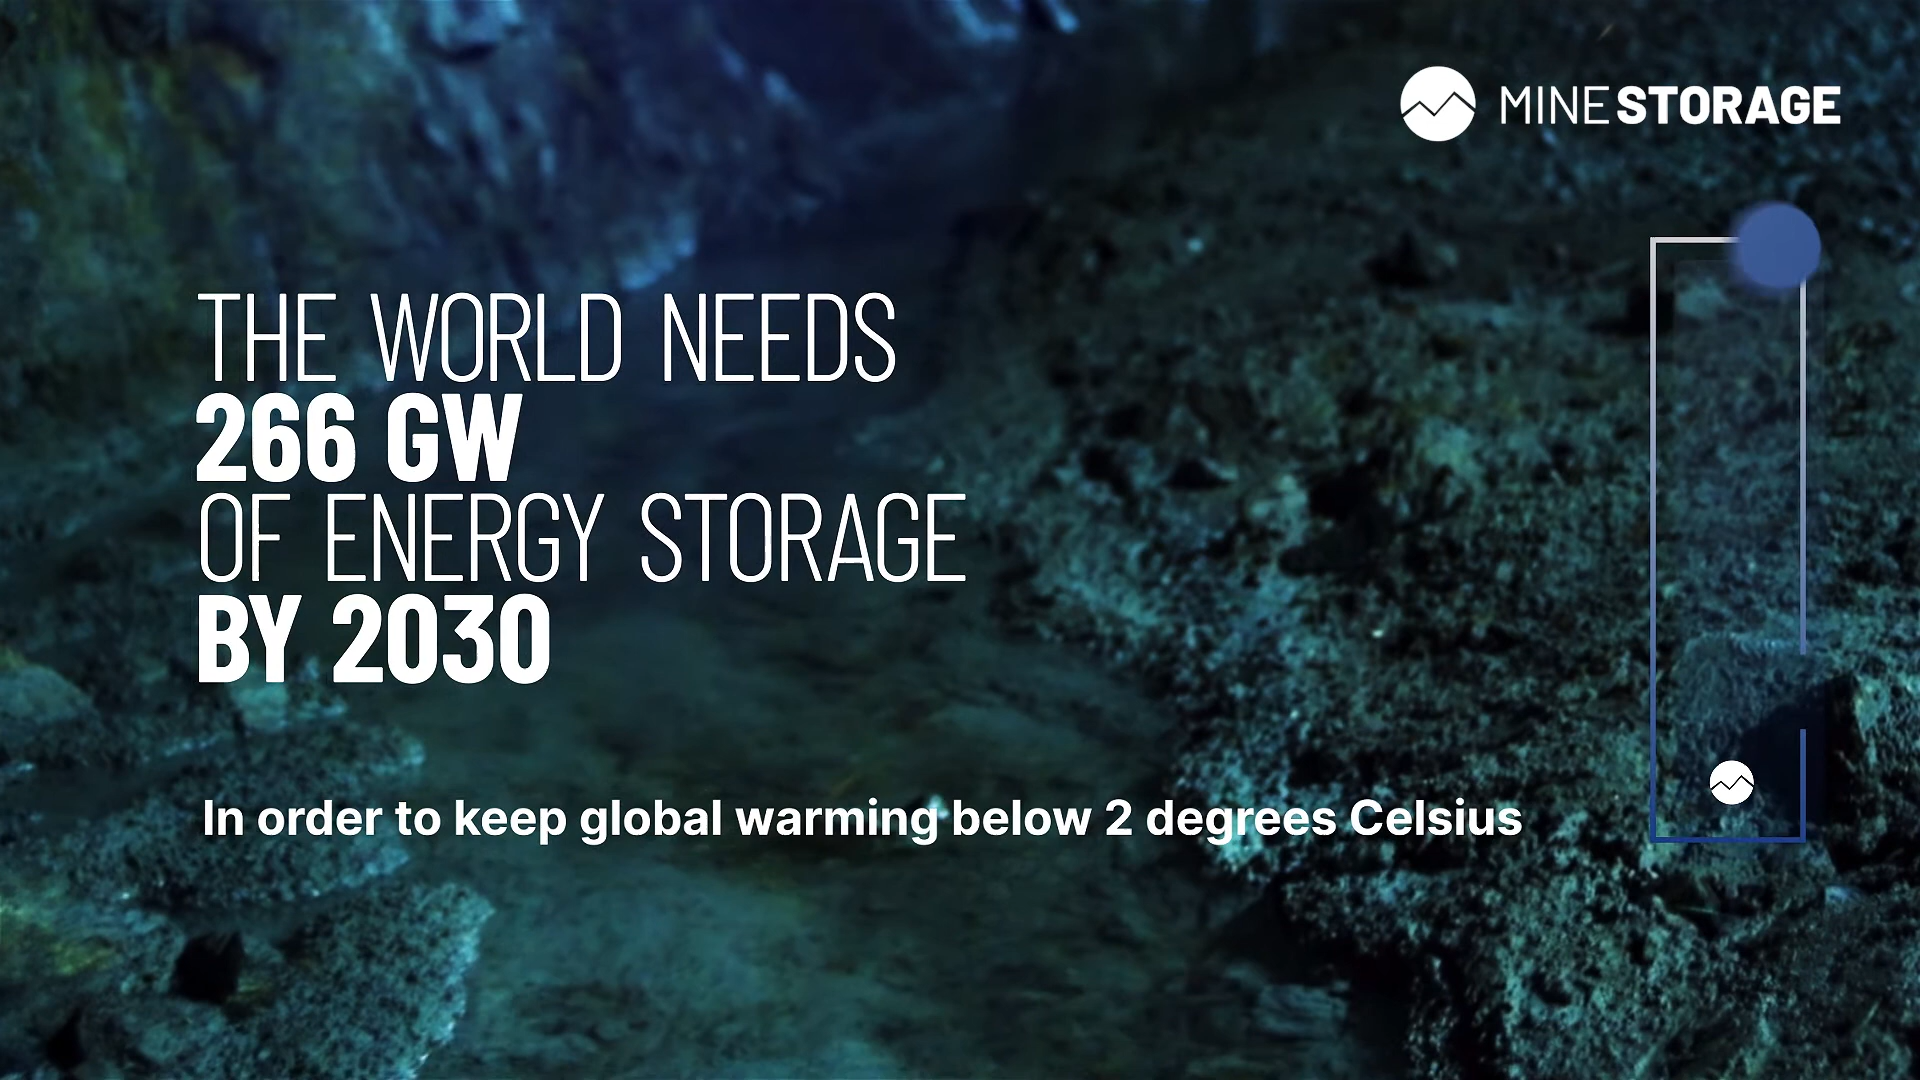 MINESTORAGE
THE WORLD NEEDS
266 GW
OF ENERGY STORAGE
BY 2030
In order to keep global warming below 2 degrees Celsius